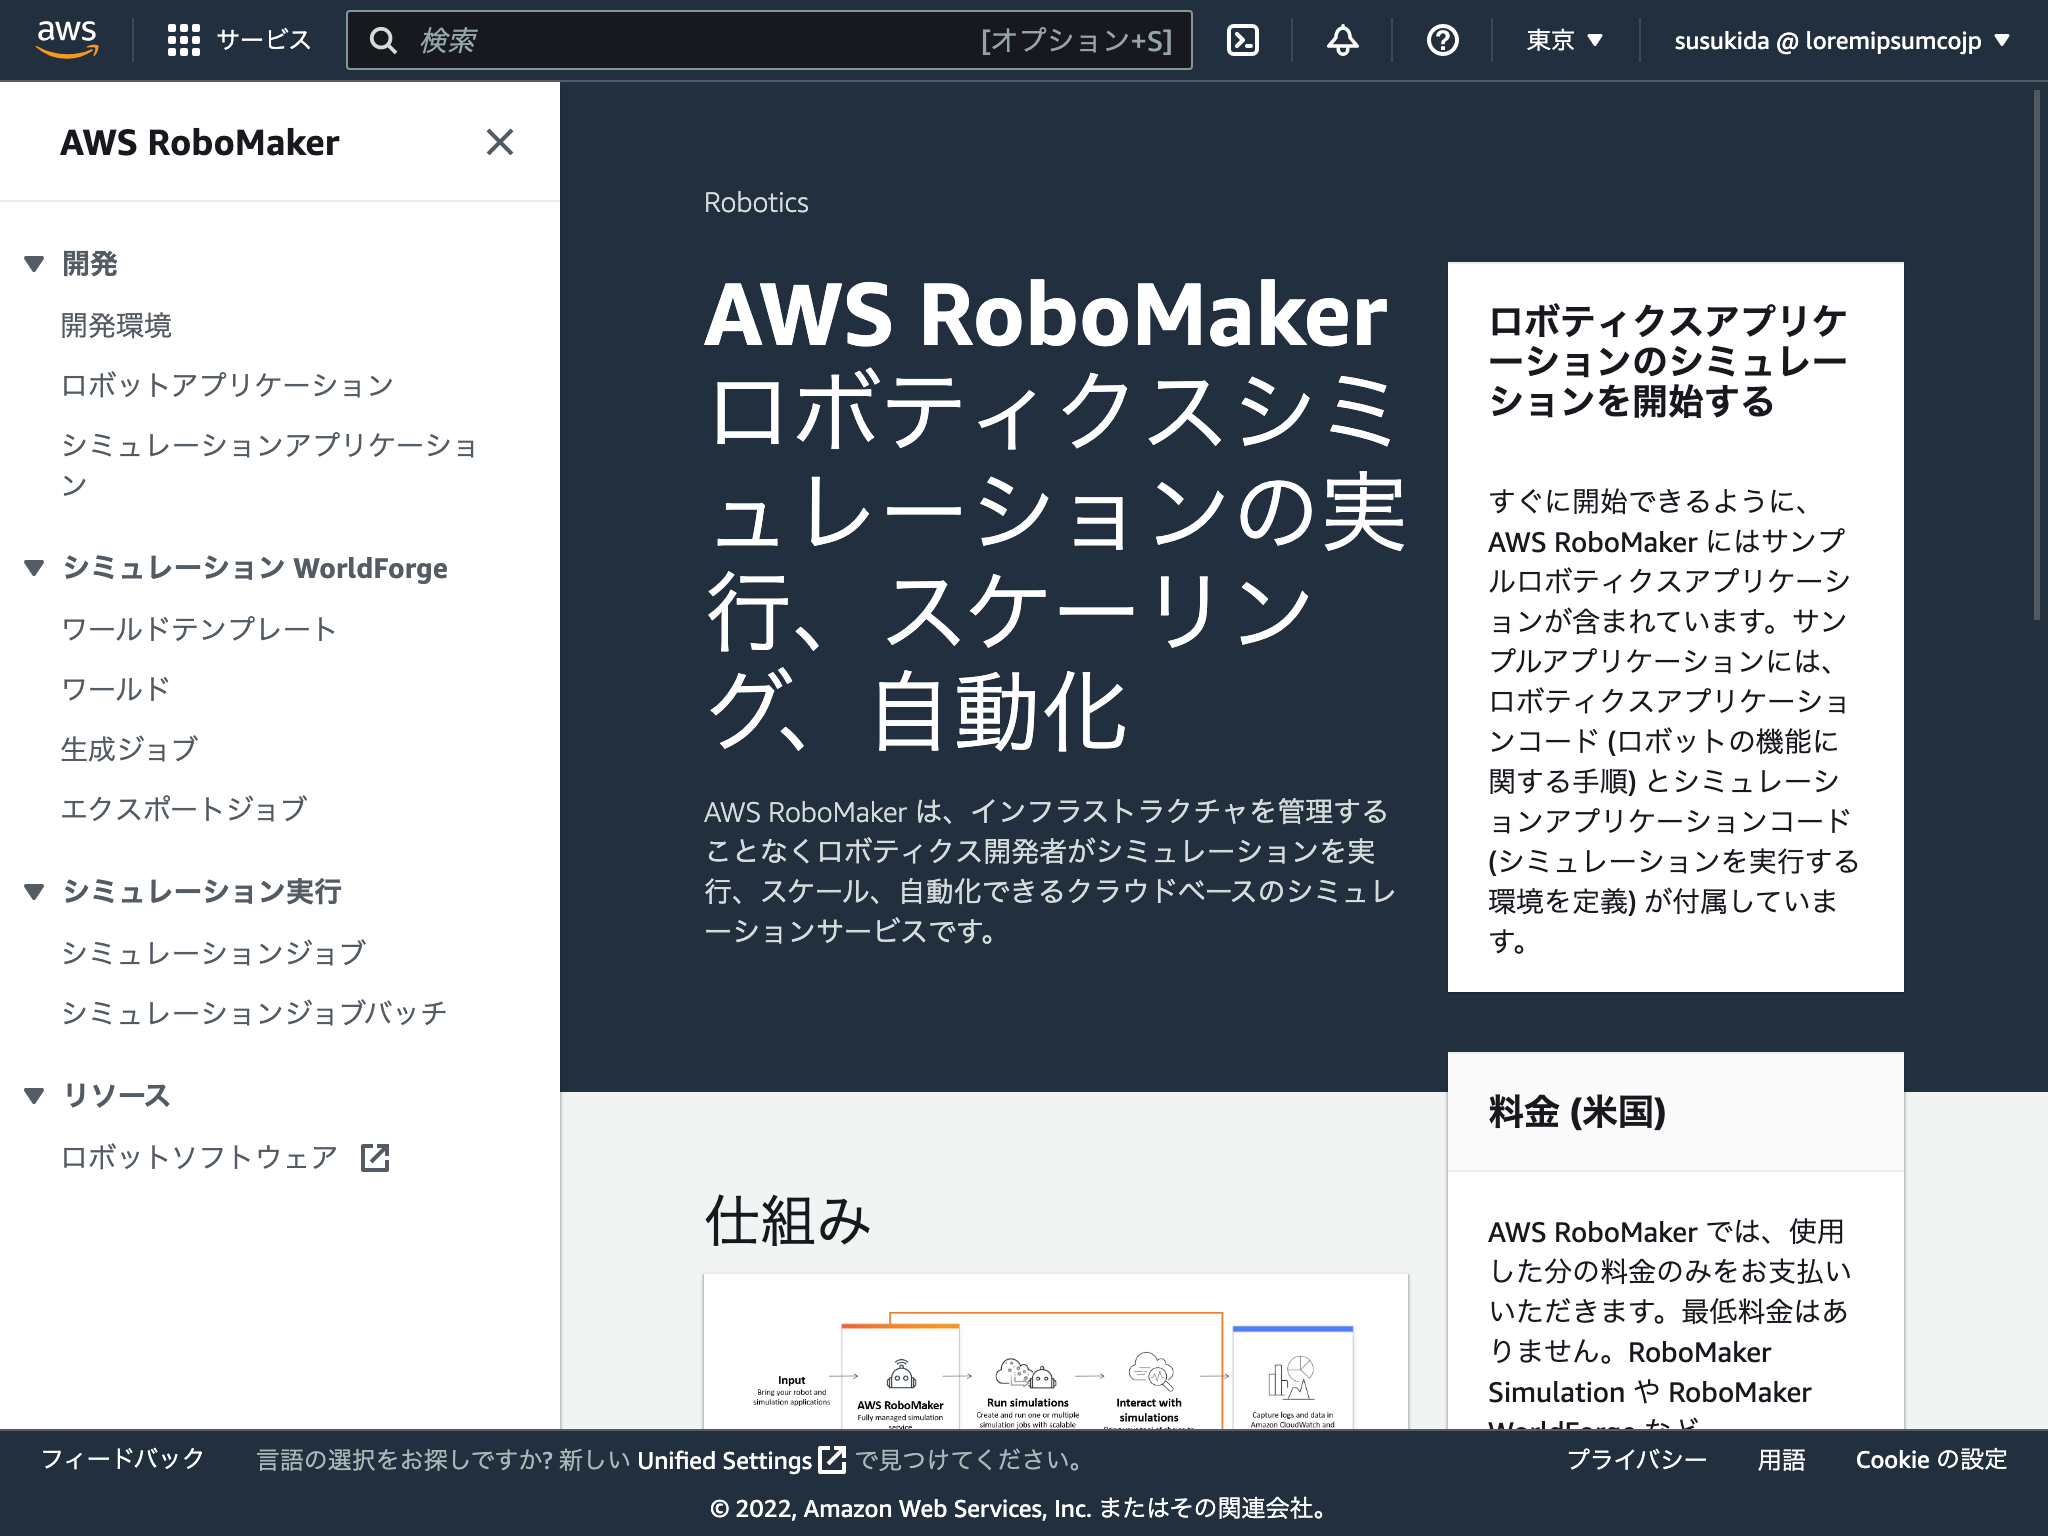 aws
サービス
検索
[オプション+S]
東京
susukida @ loremipsumcojp
AWS RoboMaker
開発
開発環境
ロボットアプリケーション
シミュレーションアプリケーショ
ン
シミュレーション WorldForge
ワールドテンプレート
ワールド
生成ジョブ
エクスポートジョブ
シミュレーション実行
シミュレーションジョブ
シミュレーションジョブバッチ
リソース
ロボットソフトウェア
Robotics
AWS RoboMaker
ロボティクスシミ
ュレーションの実
行、スケーリン
グ、自動化
AWS RoboMaker は、インフラストラクチャを管理する
ことなくロボティクス開発者がシミュレーションを実
行、スケール、自動化できるクラウドベースのシミュレ
ーションサービスです。
ロボティクスアプリケ
ーションのシミュレー
ションを開始する
すぐに開始できるように、
AWS RoboMaker にはサンプ
ルロボティクスアプリケーシ
ョンが含まれています。サン
プルアプリケーションには、
ロボティクスアプリケーショ
ンコード (ロボットの機能に
関する手順) とシミュレーシ
ョンアプリケーションコード
(シミュレーションを実行する
環境を定義) が付属していま
す。
料金 (米国)
AWS RoboMaker では、使用
した分の料金のみをお支払い
いただきます。最低料金はあ
りません。RoboMaker
Simulation や RoboMaker
WorldForge など
仕組み
Input
Bring your robot and
simulation applications
AWS RoboMaker
Fully managed simulation
service
Run simulations
Create and run one or multiple
simulation jobs with scalable
Interact with
simulations
Capture logs and data in
Amazon CloudWatch and
フィードバック
言語の選択をお探しですか? 新しい Unified Settings で見つけてください。
プライバシー
用語
Cookie の設定
© 2022, Amazon Web Services, Inc. またはその関連会社。